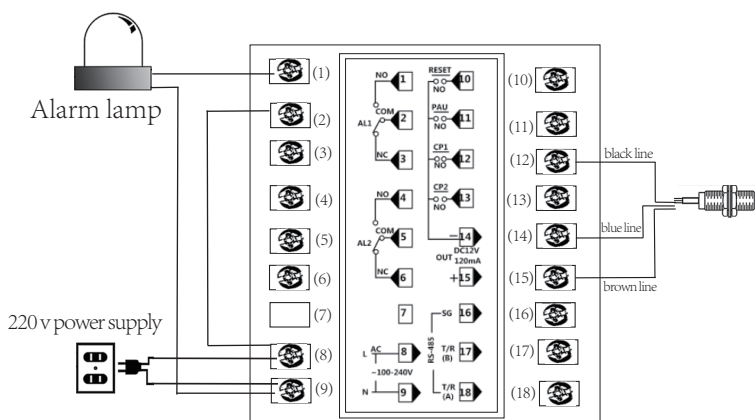 Alarm lamp
220 v power supply
(1)
(2)
(3)
(4)
(5)
(6)
(7)
(8)
(9)
NO 1
COM 2
AL1
NC 3
NO 4
COM 5
AL2
NC 6
7
L AC 8
~100-240V
N 9
RESET 10
NO
PAU 11
NO
CP1 12
NO
CP2 13
NO
− 14
DC12V
OUT 120mA
+ 15
SG 16
RS-485
T/R 17
(B)
T/R 18
(A)
(10)
(11)
(12)
(13)
(14)
(15)
(16)
(17)
(18)
black line
blue line
brown line